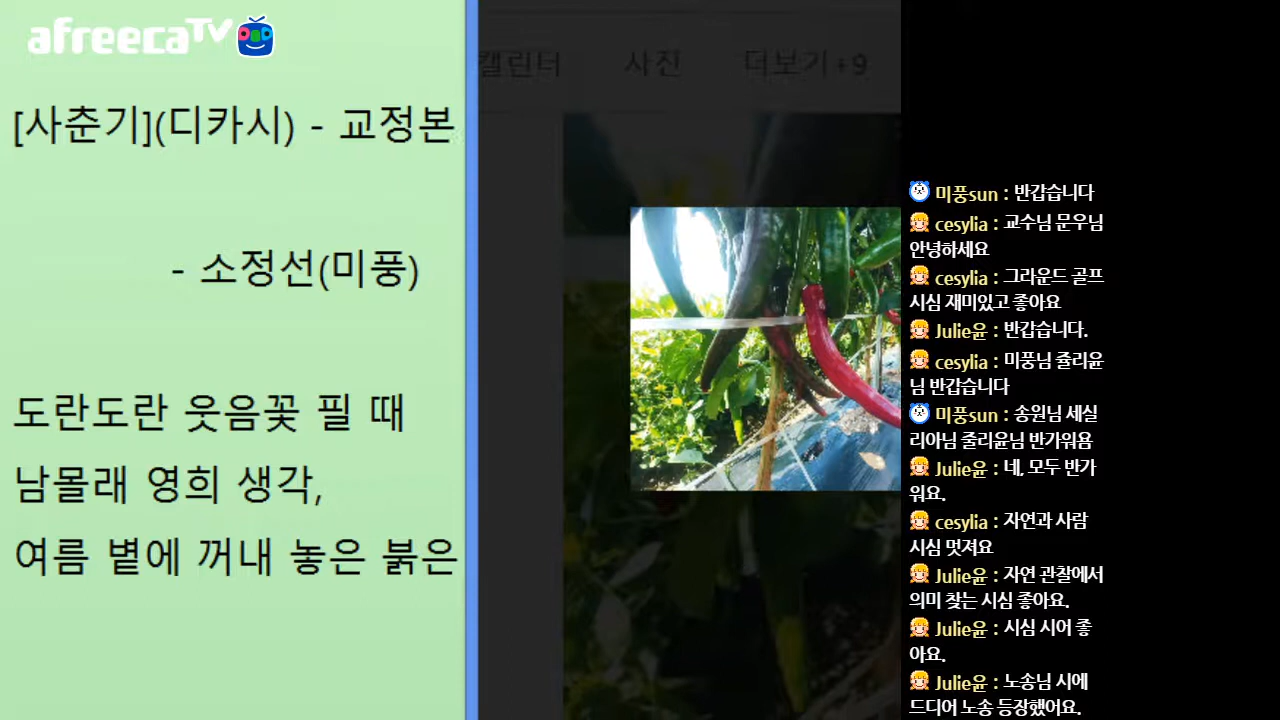 afreecaTV
[사춘기](디카시) - 교정본
- 소정선(미풍)
도란도란 웃음꽃 필 때
남몰래 영희 생각,
여름 볕에 꺼내 놓은 붉은
캘린더 사진 더보기+9
미풍sun : 반갑습니다
cesylia : 교수님 문우님
안녕하세요
cesylia : 그라운드 골프
시심 재미있고 좋아요
Julie윤 : 반갑습니다.
cesylia : 미풍님 쥴리윤
님 반갑습니다
미풍sun : 송원님 세실
리아님 줄리윤님 반가워욤
Julie윤 : 네, 모두 반가
워요.
cesylia : 자연과 사람
시심 멋져요
Julie윤 : 자연 관찰에서
의미 찾는 시심 좋아요.
Julie윤 : 시심 시어 좋
아요.
Julie윤 : 노송님 시에
드디어 노송 등장했어요.